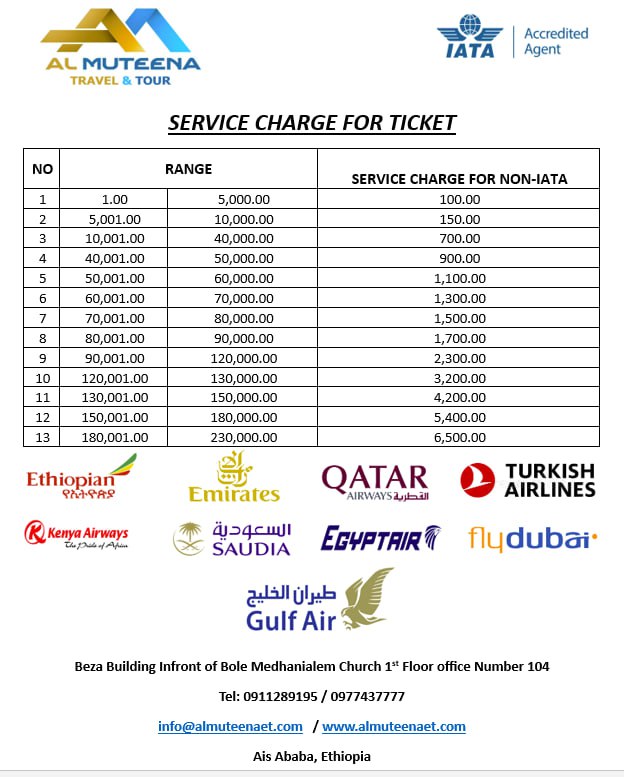 AL MUTEENA
TRAVEL & TOUR
IATA
Accredited
Agent
SERVICE CHARGE FOR TICKET
NO RANGE SERVICE CHARGE FOR NON-IATA
1 1.00 5,000.00 100.00
2 5,001.00 10,000.00 150.00
3 10,001.00 40,000.00 700.00
4 40,001.00 50,000.00 900.00
5 50,001.00 60,000.00 1,100.00
6 60,001.00 70,000.00 1,300.00
7 70,001.00 80,000.00 1,500.00
8 80,001.00 90,000.00 1,700.00
9 90,001.00 120,000.00 2,300.00
10 120,001.00 130,000.00 3,200.00
11 130,001.00 150,000.00 4,200.00
12 150,001.00 180,000.00 5,400.00
13 180,001.00 230,000.00 6,500.00
Ethiopian
የኢትዮጵያ
Emirates
QATAR
AIRWAYS القطرية
TURKISH
AIRLINES
Kenya Airways
The Pride of Africa
السعودية
SAUDIA
EGYPTAIR
flydubai
طيران الخليج
Gulf Air
Beza Building Infront of Bole Medhanialem Church 1st Floor office Number 104
Tel: 0911289195 / 0977437777
info@almuteenaet.com / www.almuteenaet.com
Ais Ababa, Ethiopia